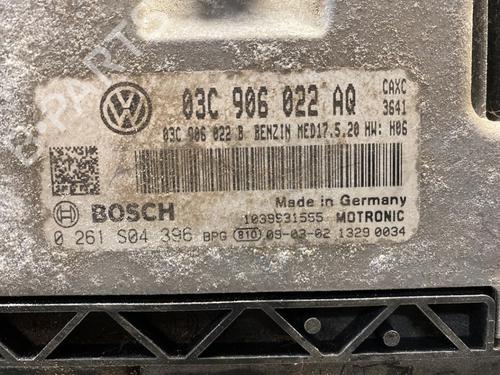 03C 906 022 AQ
CAXC
3641
03C 906 022 B BENZIN MED17.5.20 HW: H06
BOSCH
Made in Germany
1039S31555 MOTRONIC
0 261 S04 396 BPG 810 09-03-02 1329 0034